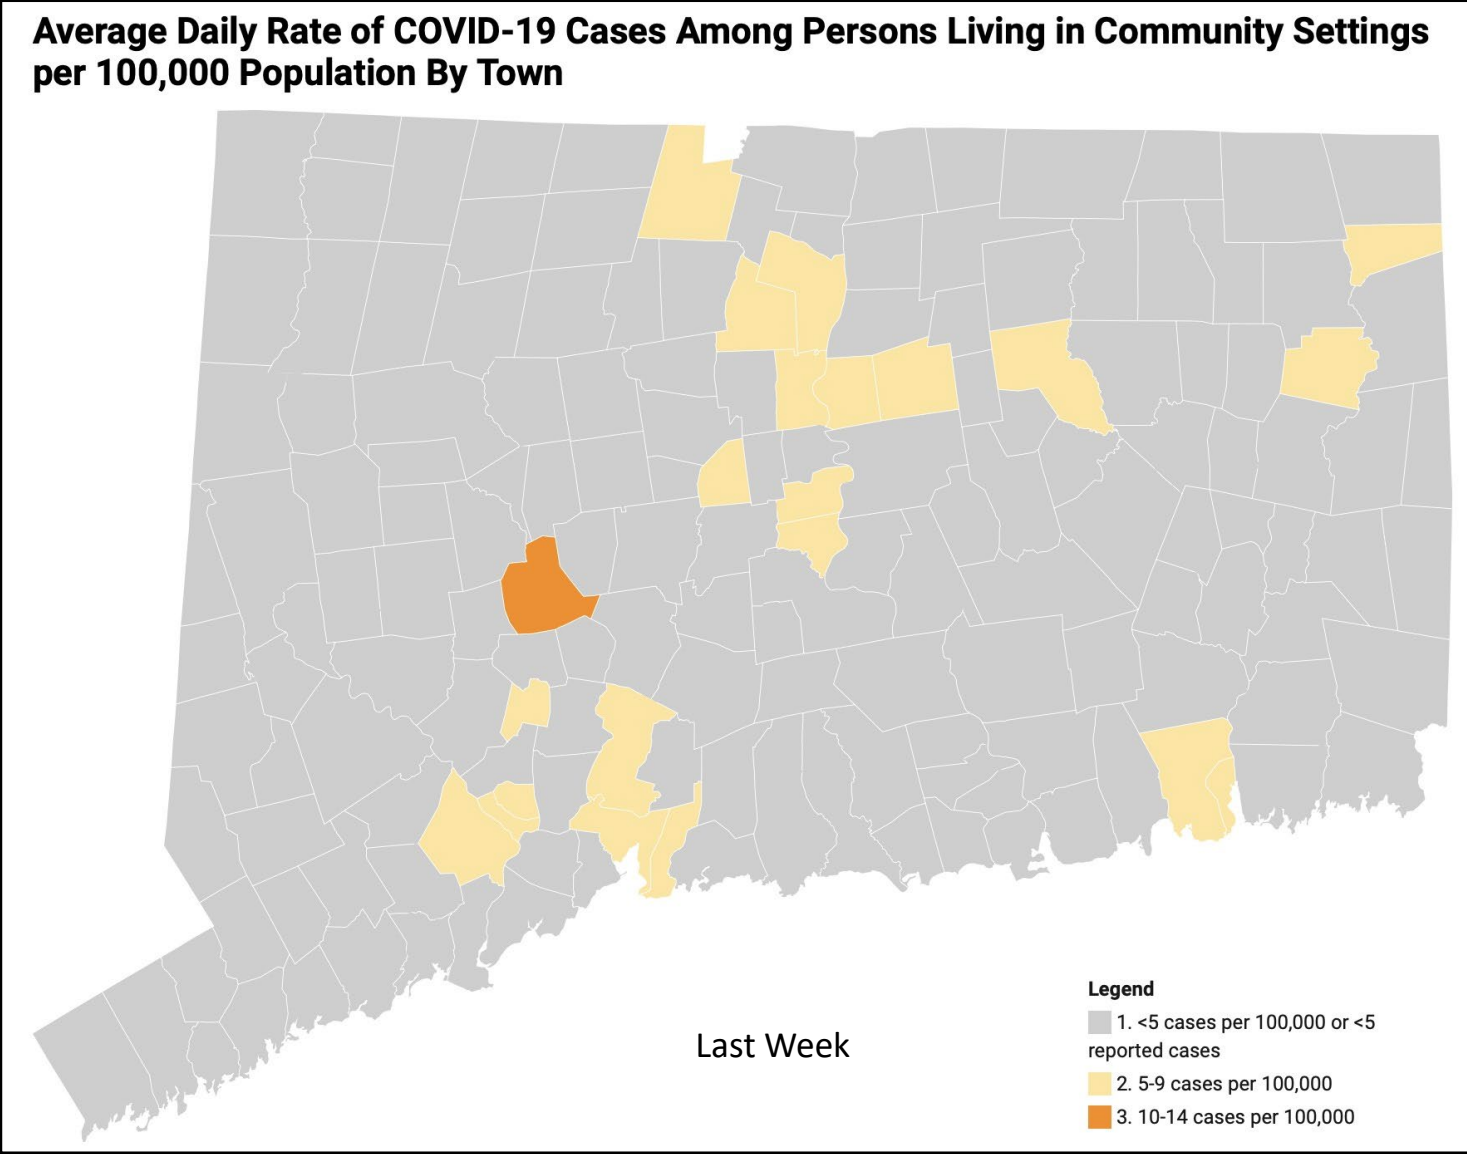 Average Daily Rate of COVID-19 Cases Among Persons Living in Community Settings
per 100,000 Population By Town
Last Week
Legend
1. <5 cases per 100,000 or <5
reported cases
2. 5-9 cases per 100,000
3. 10-14 cases per 100,000